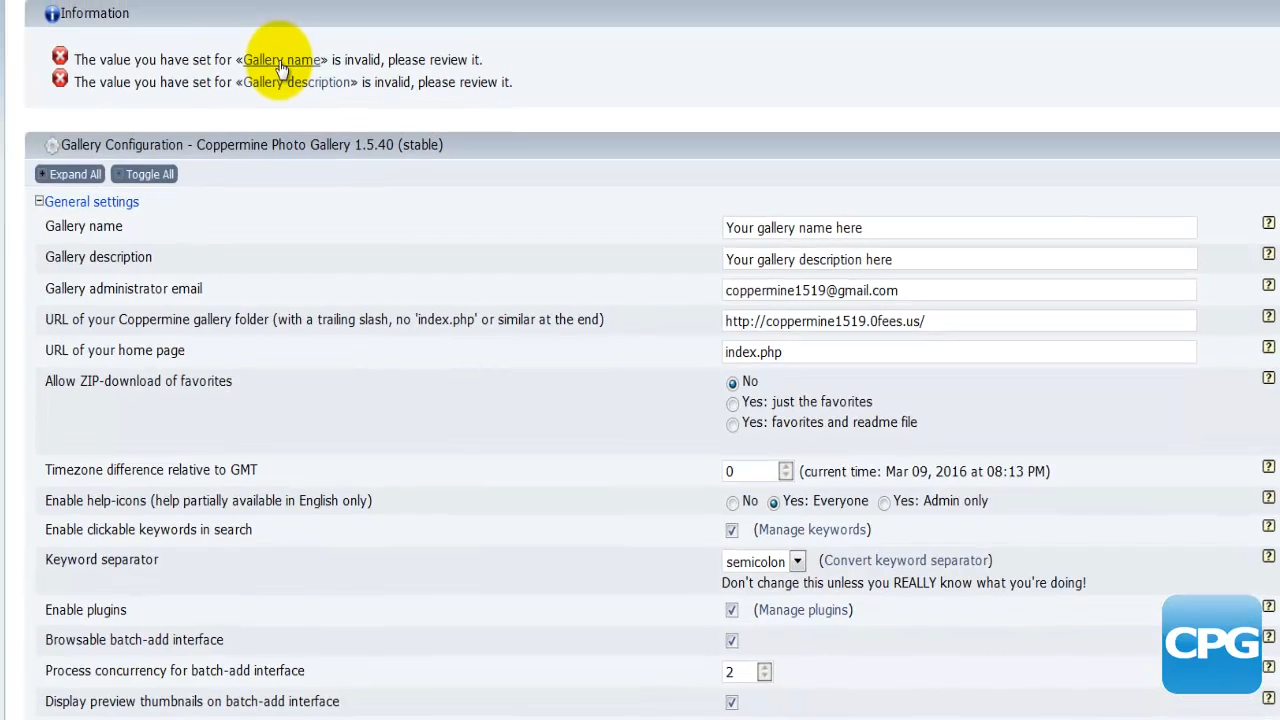 Information
The value you have set for «Gallery name» is invalid, please review it.
The value you have set for «Gallery description» is invalid, please review it.
Gallery Configuration - Coppermine Photo Gallery 1.5.40 (stable)
+ Expand All Toggle All
General settings
Gallery name Your gallery name here ?
Gallery description Your gallery description here ?
Gallery administrator email coppermine1519@gmail.com ?
URL of your Coppermine gallery folder (with a trailing slash, no 'index.php' or similar at the end) http://coppermine1519.0fees.us/ ?
URL of your home page index.php ?
Allow ZIP-download of favorites No ?
Yes: just the favorites
Yes: favorites and readme file
Timezone difference relative to GMT 0 (current time: Mar 09, 2016 at 08:13 PM) ?
Enable help-icons (help partially available in English only) No Yes: Everyone Yes: Admin only ?
Enable clickable keywords in search (Manage keywords) ?
Keyword separator semicolon (Convert keyword separator) ?
Don't change this unless you REALLY know what you're doing!
Enable plugins (Manage plugins) ?
Browsable batch-add interface ?
Process concurrency for batch-add interface 2 ?
Display preview thumbnails on batch-add interface ?
CPG